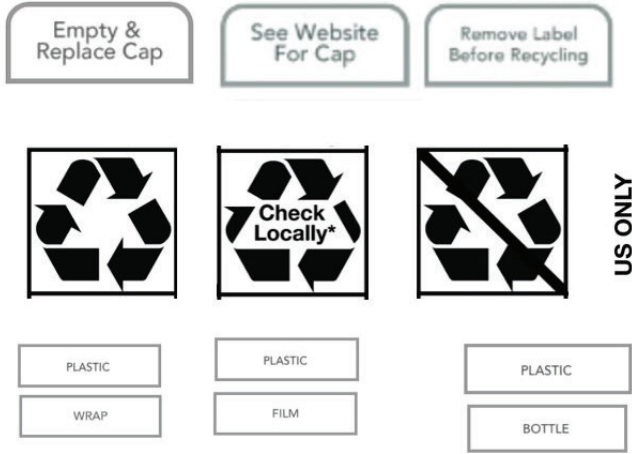 Empty &
Replace Cap
See Website
For Cap
Remove Label
Before Recycling
Check
Locally*
US ONLY
PLASTIC
WRAP
PLASTIC
FILM
PLASTIC
BOTTLE